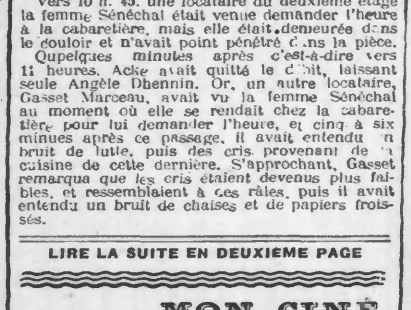 Vers 10 h. 45, une locataire du deuxième étage
la femme Sénéchal était venue demander l'heure
à la cabaretière, mais elle était demeurée dans
le couloir et n'avait point pénétré dans la pièce.
Qupelques minutes après c'est-à-dire vers
11 heures. Acke avait quitté le débit, laissant
seule Angèle Dhennin. Or, un autre locataire,
Gasset Marceau, avait vu la femme Sénéchal
au moment où elle se rendait chez la cabare-
tière pour lui demander l'heure, et cinq à six
minues après ce passage, il avait entendu un
bruit de lutte, puis des cris provenant de la
cuisine de cette dernière. S'approchant, Gasset
remarqua que les cris étaient devenus plus fai-
bles, et ressemblaient à ces râles, puis il avait
entendu un bruit de chaises et de papiers frois-
sés.
LIRE LA SUITE EN DEUXIÈME PAGE
MON CINÉ